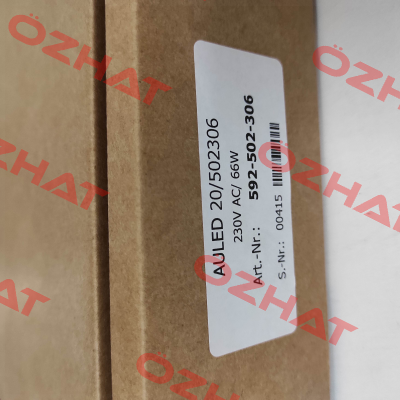 AULED 20/502306
230V AC/ 66W
Art.-Nr.: 592-502-306
S.-Nr.: 00415
ÖZHAT
ÖZHAT
ÖZHAT
ÖZHAT
ÖZHAT
ÖZHAT